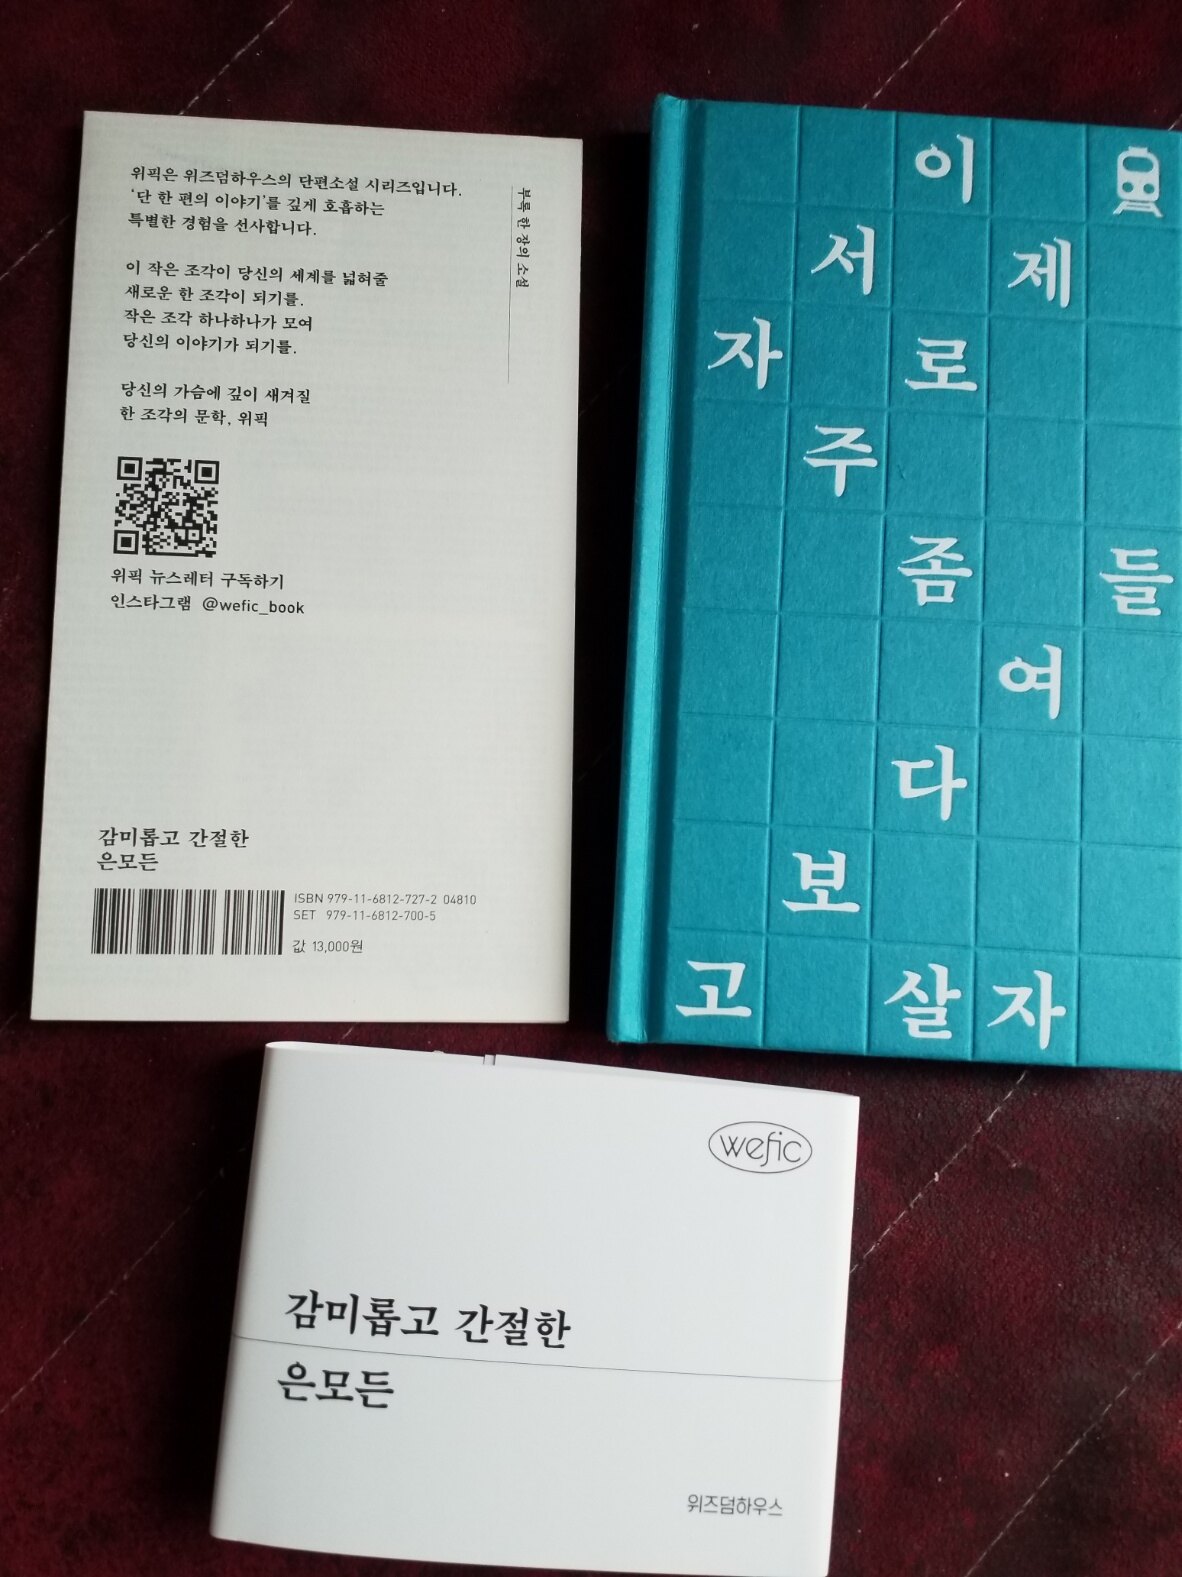 위픽은 위즈덤하우스의 단편소설 시리즈입니다.
‘단 한 편의 이야기’를 깊게 호흡하는
특별한 경험을 선사합니다.
이 작은 조각이 당신의 세계를 넓혀줄
새로운 한 조각이 되기를.
작은 조각 하나하나가 모여
당신의 이야기가 되기를.
당신의 가슴에 깊이 새겨질
한 조각의 문학, 위픽
위픽 뉴스레터 구독하기
인스타그램 @wefic_book
부록 한 장의 소설
감미롭고 간절한
은모든
ISBN 979-11-6812-727-2 04810
SET 979-11-6812-700-5
값 13,000원
이
서 제
자 로
주
좀 들
여
다
보
고 살 자
wefic
감미롭고 간절한
은모든
위즈덤하우스